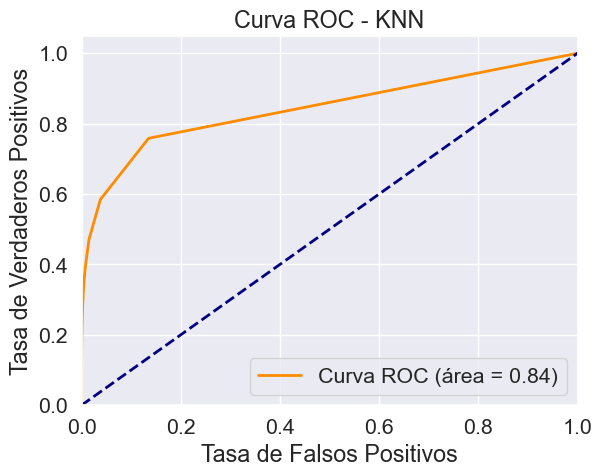 Curva ROC - KNN
Tasa de Verdaderos Positivos
1.0
0.8
0.6
0.4
0.2
0.0
Curva ROC (área = 0.84)
0.0 0.2 0.4 0.6 0.8 1.0
Tasa de Falsos Positivos